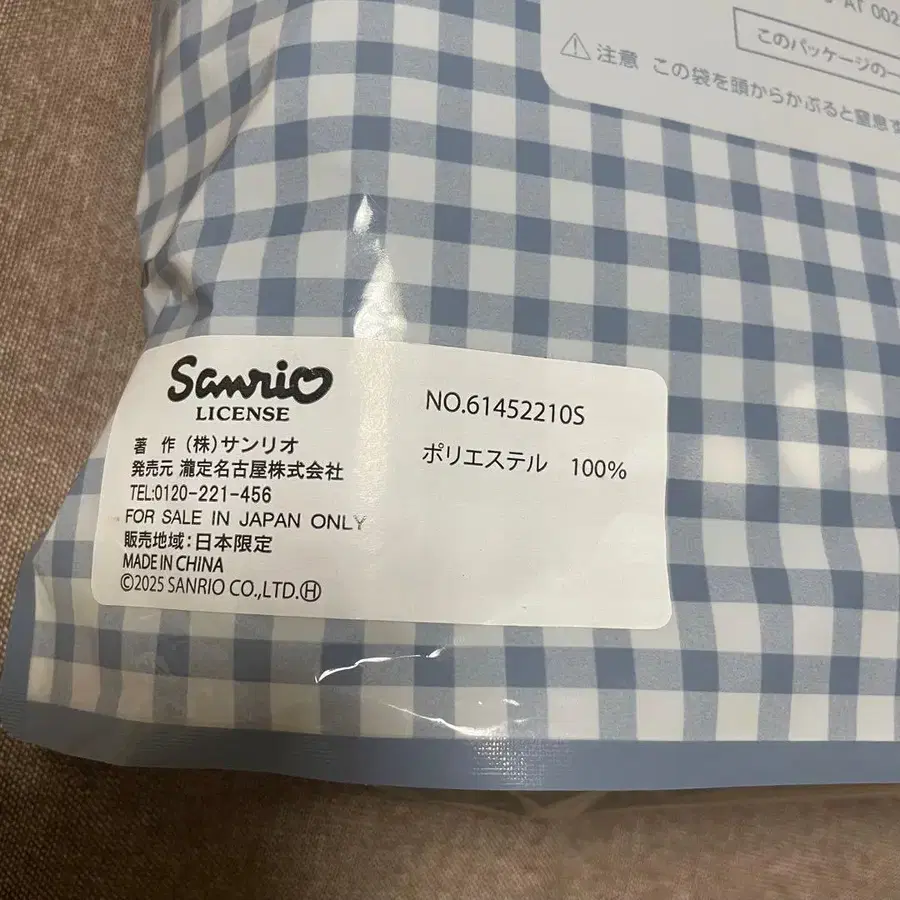 AT 002
このパッケージの一
⚠ 注意 この袋を頭からかぶると窒息す
Sanrio
LICENSE
著 作 (株)サンリオ
発売元 瀧定名古屋株式会社
TEL:0120-221-456
FOR SALE IN JAPAN ONLY
販売地域:日本限定
MADE IN CHINA
©2025 SANRIO CO.,LTD.Ⓗ
NO.61452210S
ポリエステル 100%